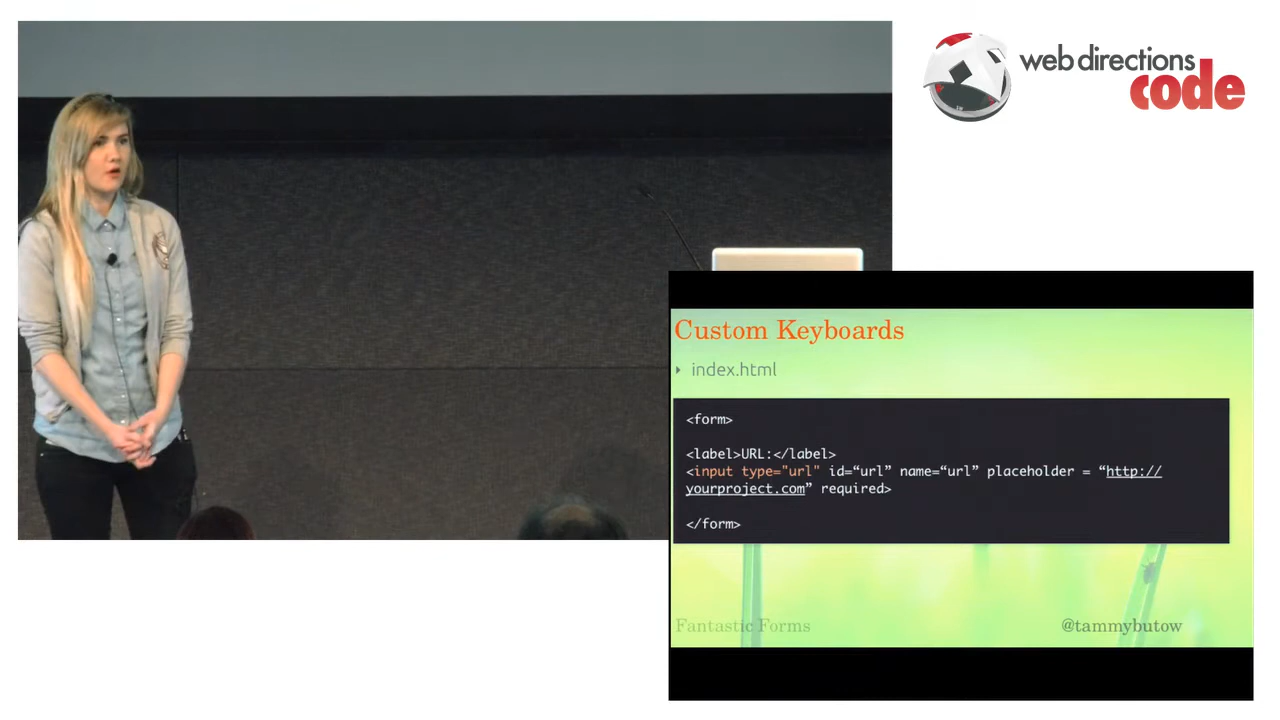 web directions
code
Custom Keyboards
index.html
<form>
<label>URL:</label>
<input type="url" id=“url” name=“url” placeholder = “http://
yourproject.com” required>
</form>
Fantastic Forms
@tammybutow